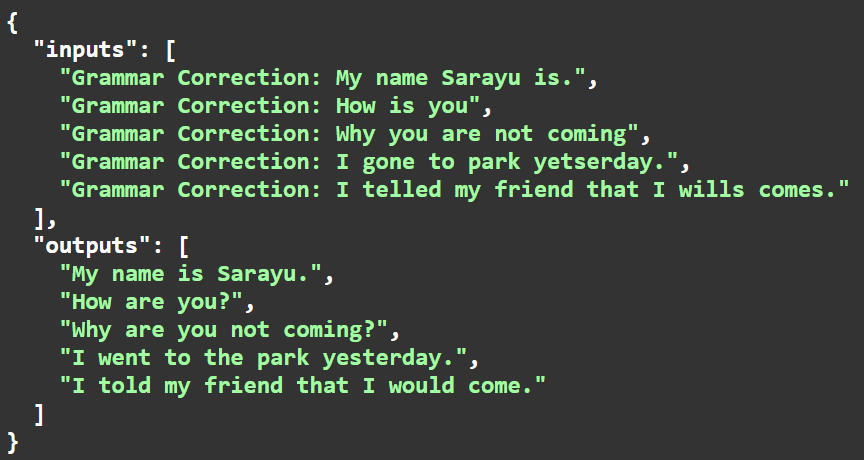 {
"inputs": [
"Grammar Correction: My name Sarayu is.",
"Grammar Correction: How is you",
"Grammar Correction: Why you are not coming",
"Grammar Correction: I gone to park yetserday.",
"Grammar Correction: I telled my friend that I wills comes."
],
"outputs": [
"My name is Sarayu.",
"How are you?",
"Why are you not coming?",
"I went to the park yesterday.",
"I told my friend that I would come."
]
}